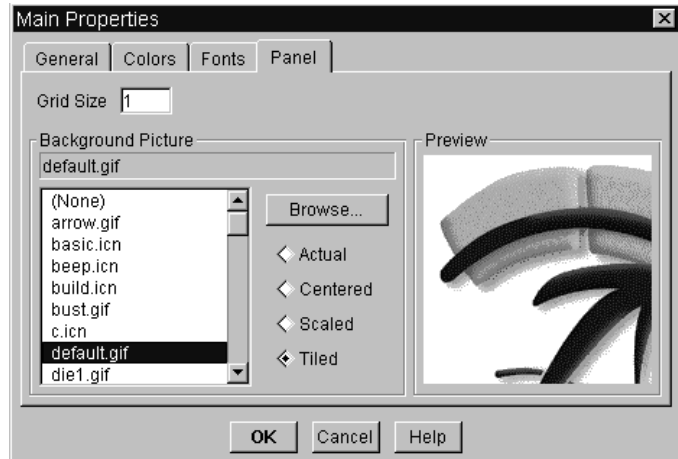 Main Properties
General Colors Fonts Panel
Grid Size 1
Background Picture
default.gif
(None)
arrow.gif
basic.icn
beep.icn
build.icn
bust.gif
c.icn
default.gif
die1.gif
Browse...
Actual
Centered
Scaled
Tiled
Preview
OK Cancel Help